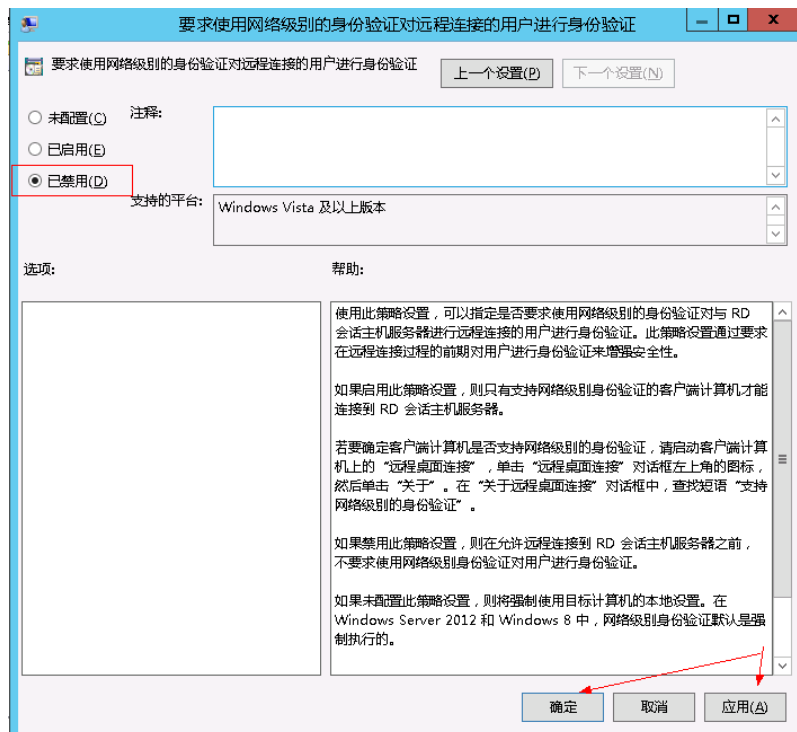 要求使用网络级别的身份验证对远程连接的用户进行身份验证
要求使用网络级别的身份验证对远程连接的用户进行身份验证
上一个设置(P)
下一个设置(N)
未配置(C)
注释:
已启用(E)
已禁用(D)
支持的平台:
Windows Vista 及以上版本
选项:
帮助:
使用此策略设置，可以指定是否要求使用网络级别的身份验证对与 RD
会话主机服务器进行远程连接的用户进行身份验证。此策略设置通过要求
在远程连接过程的前期对用户进行身份验证来增强安全性。
如果启用此策略设置，则只有支持网络级别身份验证的客户端计算机才能
连接到 RD 会话主机服务器。
若要确定客户端计算机是否支持网络级别的身份验证，请启动客户端计算
机上的“远程桌面连接”，单击“远程桌面连接”对话框左上角的图标，
然后单击“关于”。在“关于远程桌面连接”对话框中，查找短语“支持
网络级别的身份验证”。
如果禁用此策略设置，则在允许远程连接到 RD 会话主机服务器之前，
不要求使用网络级别身份验证对用户进行身份验证。
如果未配置此策略设置，则将强制使用目标计算机的本地设置。在
Windows Server 2012 和 Windows 8 中，网络级别身份验证默认是强
制执行的。
确定
取消
应用(A)